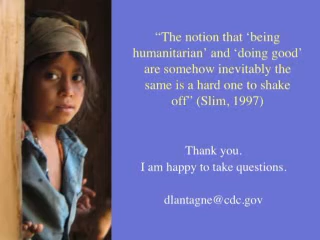 “The notion that ‘being
humanitarian’ and ‘doing good’
are somehow inevitably the
same is a hard one to shake
off” (Slim, 1997)
Thank you.
I am happy to take questions.
dlantagne@cdc.gov